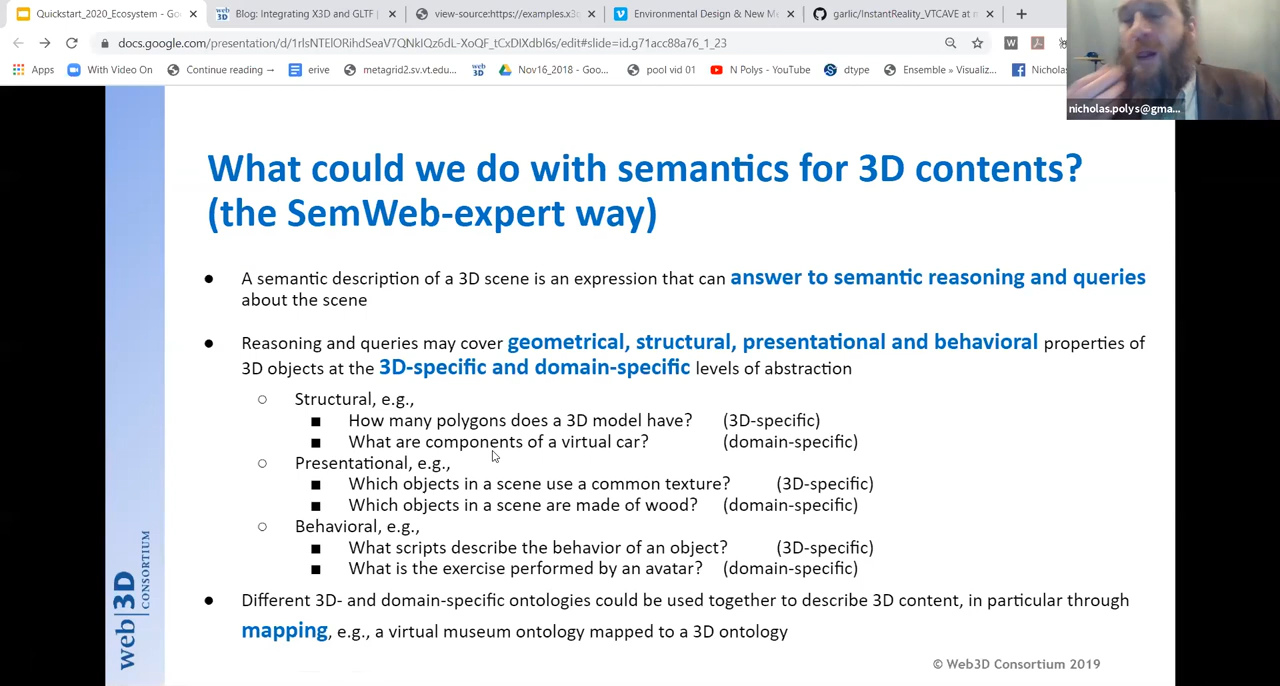 Quickstart_2020_Ecosystem - Go
Blog: Integrating X3D and GLTF |
view-source:https://examples.x3d
Environmental Design & New Me
garlic/InstantReality_VTCAVE at m
docs.google.com/presentation/d/1rlsNTElORihdSeaV7QNkIQz6dL-XoQF_tCxDIXdbl6s/edit#slide=id.g71acc88a76_1_23
Apps
With Video On
Continue reading →
erive
metagrid2.sv.vt.edu...
web 3D
Nov16_2018 - Goo...
pool vid 01
N Polys - YouTube
dtype
Ensemble » Visualiz...
Nichola
nicholas.polys@gma...
What could we do with semantics for 3D contents?
(the SemWeb-expert way)
● A semantic description of a 3D scene is an expression that can answer to semantic reasoning and queries
about the scene
● Reasoning and queries may cover geometrical, structural, presentational and behavioral properties of
3D objects at the 3D-specific and domain-specific levels of abstraction
○ Structural, e.g.,
■ How many polygons does a 3D model have? (3D-specific)
■ What are components of a virtual car? (domain-specific)
○ Presentational, e.g.,
■ Which objects in a scene use a common texture? (3D-specific)
■ Which objects in a scene are made of wood? (domain-specific)
○ Behavioral, e.g.,
■ What scripts describe the behavior of an object? (3D-specific)
■ What is the exercise performed by an avatar? (domain-specific)
● Different 3D- and domain-specific ontologies could be used together to describe 3D content, in particular through
mapping, e.g., a virtual museum ontology mapped to a 3D ontology
web|3D
CONSORTIUM
© Web3D Consortium 2019